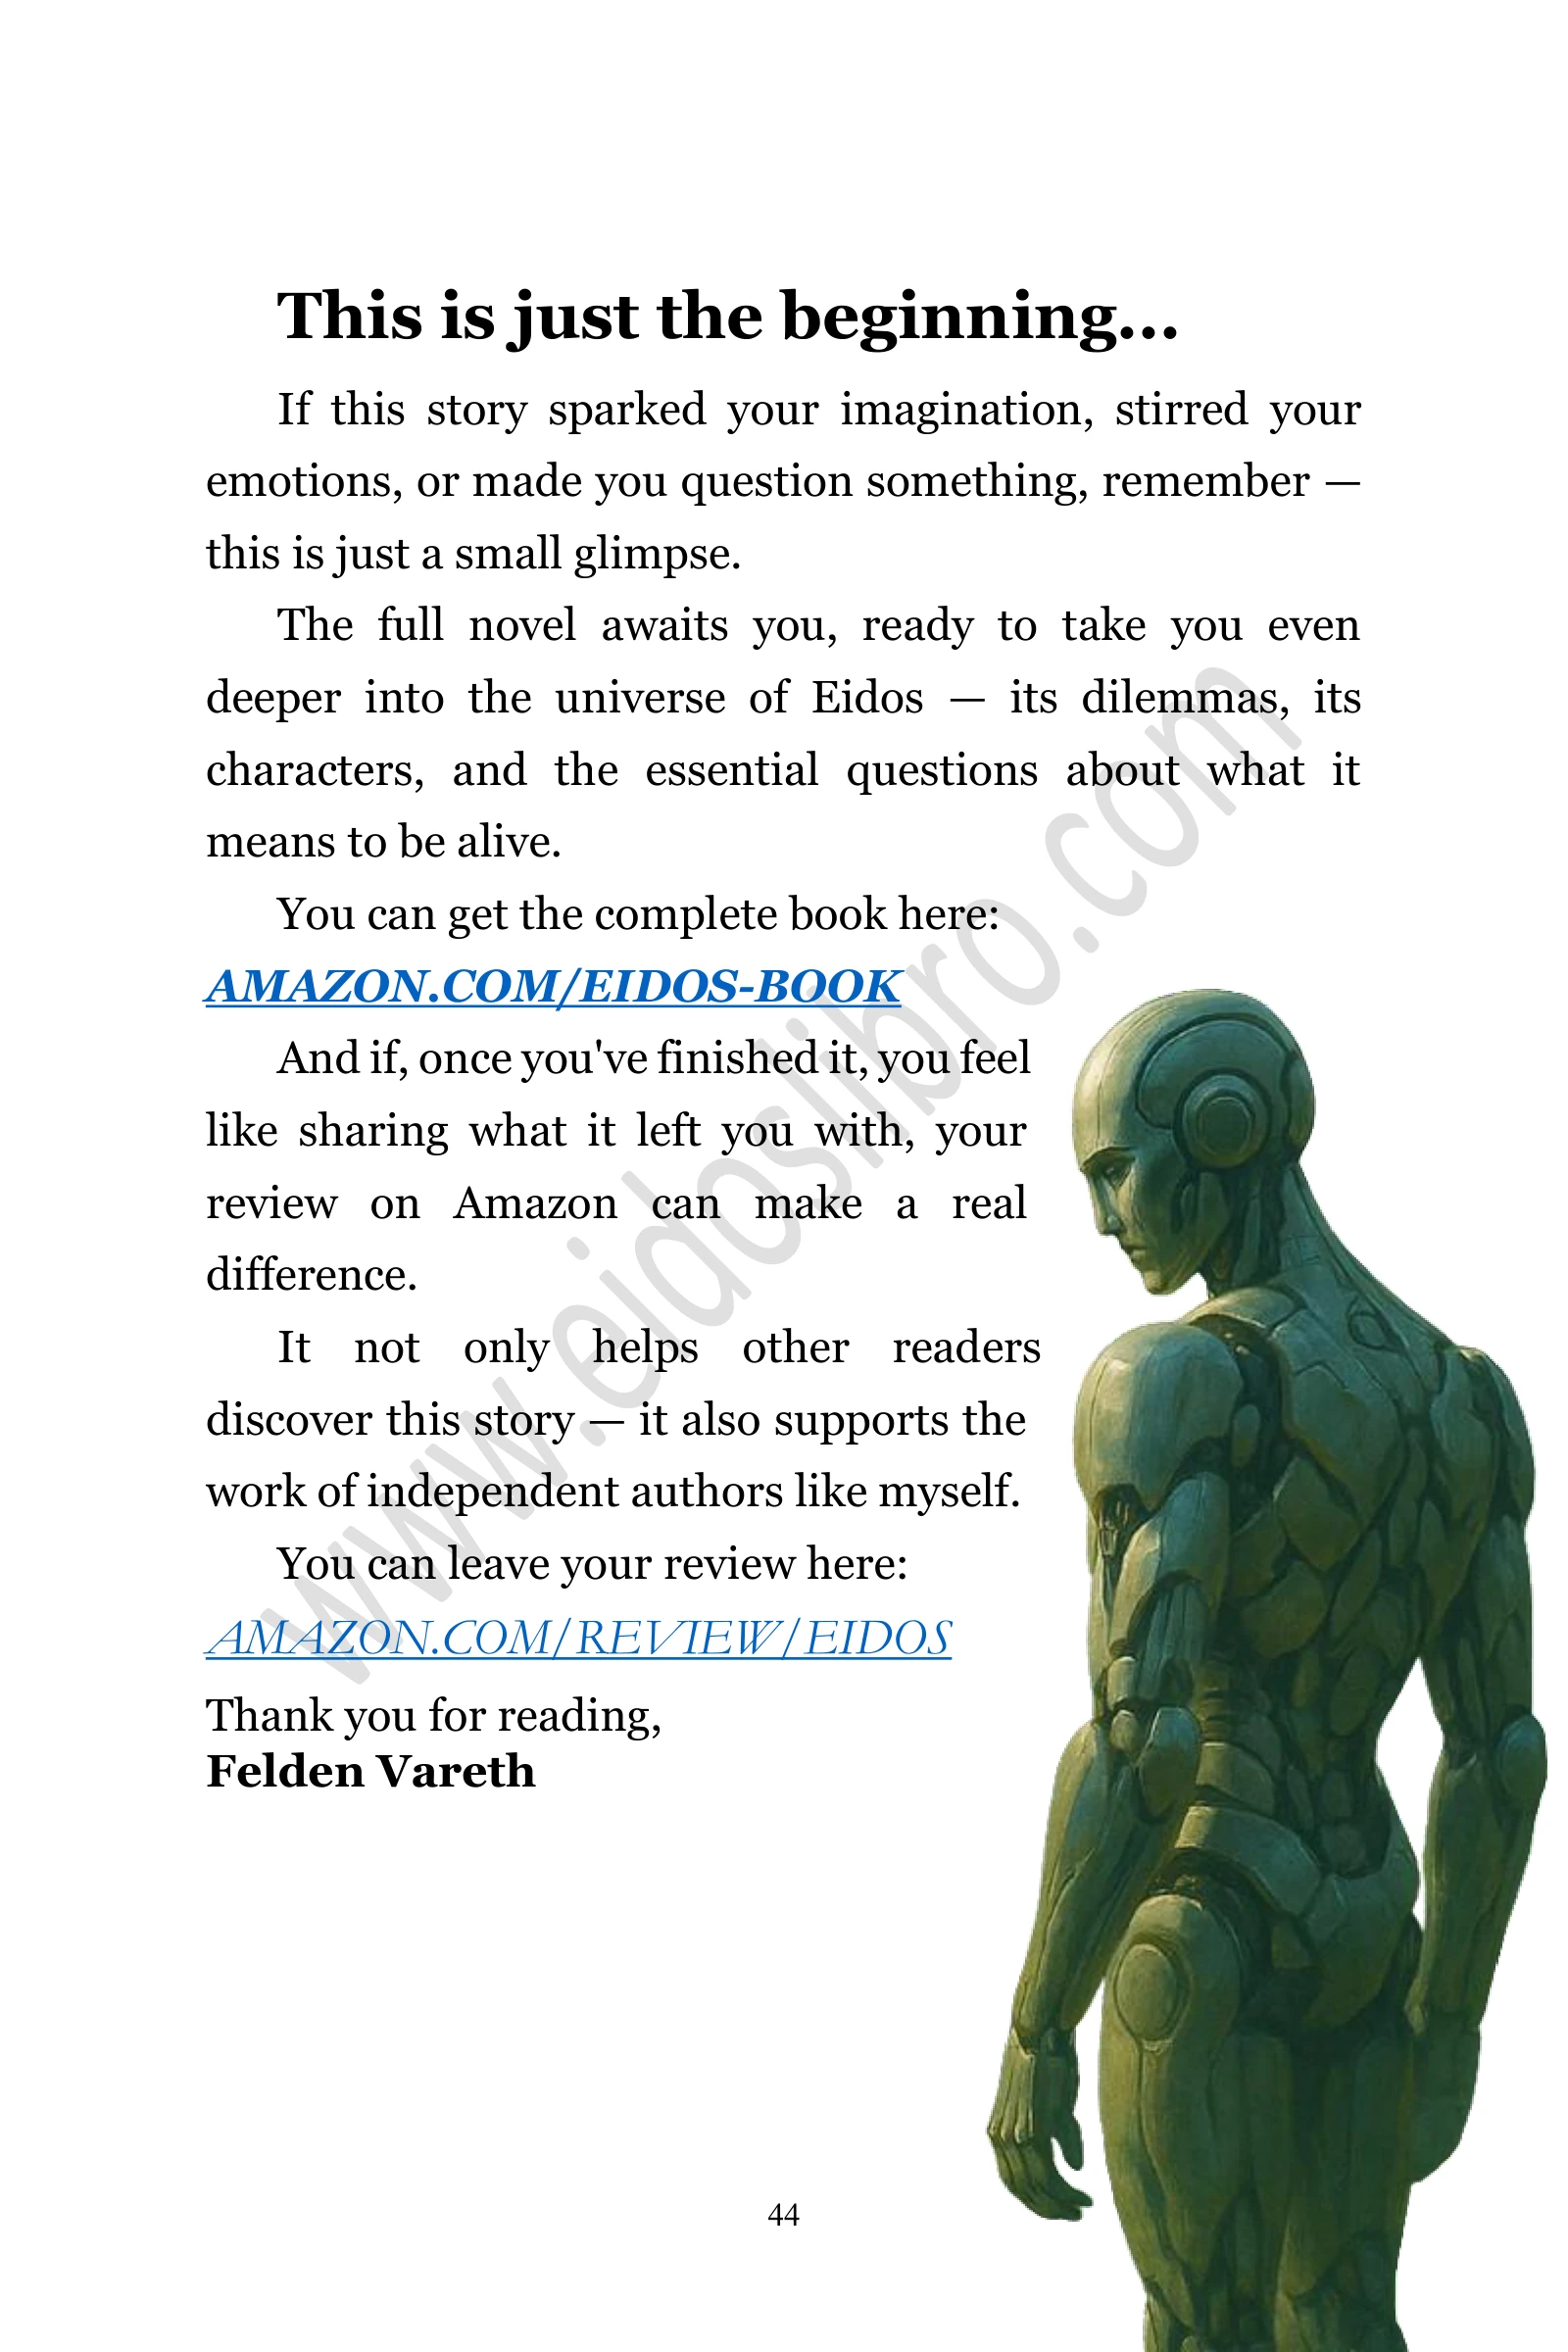 This is just the beginning...
If this story sparked your imagination, stirred your
emotions, or made you question something, remember —
this is just a small glimpse.
The full novel awaits you, ready to take you even
deeper into the universe of Eidos — its dilemmas, its
characters, and the essential questions about what it
means to be alive.
You can get the complete book here:
AMAZON.COM/EIDOS-BOOK
And if, once you've finished it, you feel
like sharing what it left you with, your
review on Amazon can make a real
difference.
It not only helps other readers
discover this story — it also supports the
work of independent authors like myself.
You can leave your review here:
AMAZON.COM/REVIEW/EIDOS
Thank you for reading,
Felden Vareth
www.eidoslibro.com
44